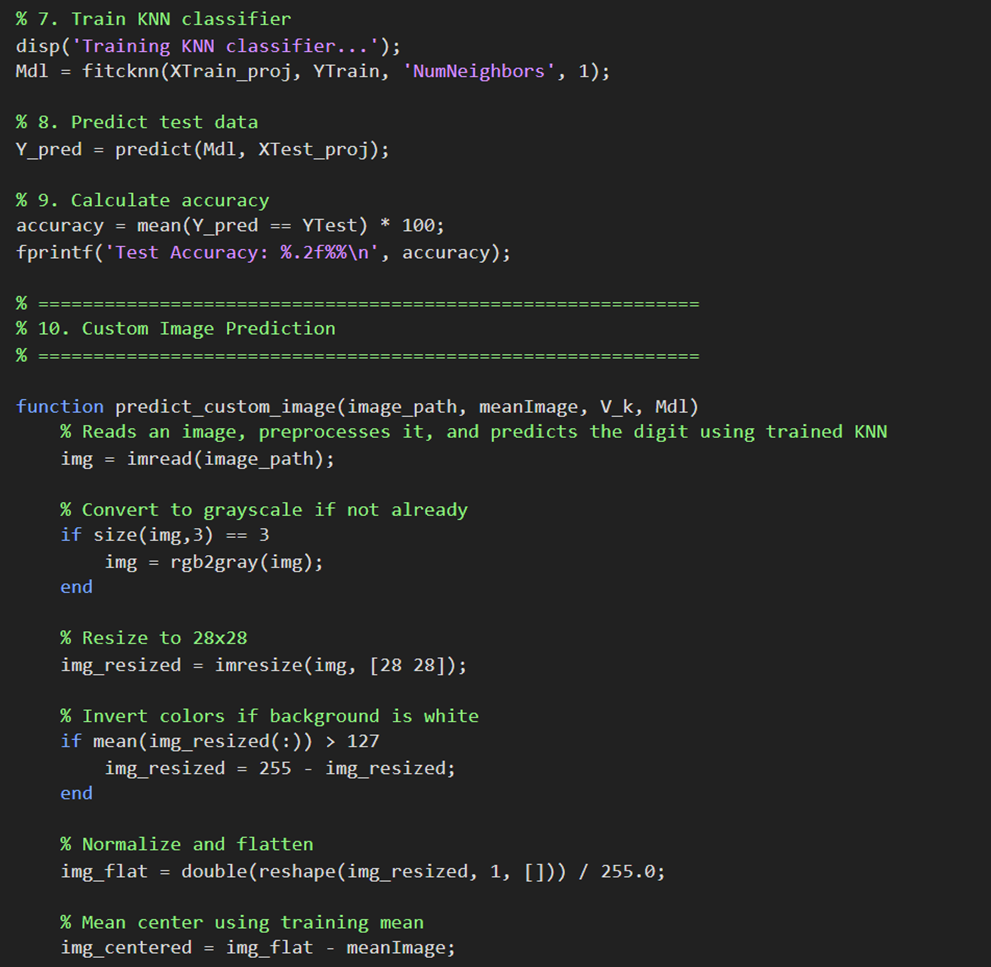 % 7. Train KNN classifier
disp('Training KNN classifier...');
Mdl = fitcknn(XTrain_proj, YTrain, 'NumNeighbors', 1);
% 8. Predict test data
Y_pred = predict(Mdl, XTest_proj);
% 9. Calculate accuracy
accuracy = mean(Y_pred == YTest) * 100;
fprintf('Test Accuracy: %.2f%%\n', accuracy);
% ============================================================
% 10. Custom Image Prediction
% ============================================================
function predict_custom_image(image_path, meanImage, V_k, Mdl)
    % Reads an image, preprocesses it, and predicts the digit using trained KNN
    img = imread(image_path);
    % Convert to grayscale if not already
    if size(img,3) == 3
        img = rgb2gray(img);
    end
    % Resize to 28x28
    img_resized = imresize(img, [28 28]);
    % Invert colors if background is white
    if mean(img_resized(:)) > 127
        img_resized = 255 - img_resized;
    end
    % Normalize and flatten
    img_flat = double(reshape(img_resized, 1, [])) / 255.0;
    % Mean center using training mean
    img_centered = img_flat - meanImage;